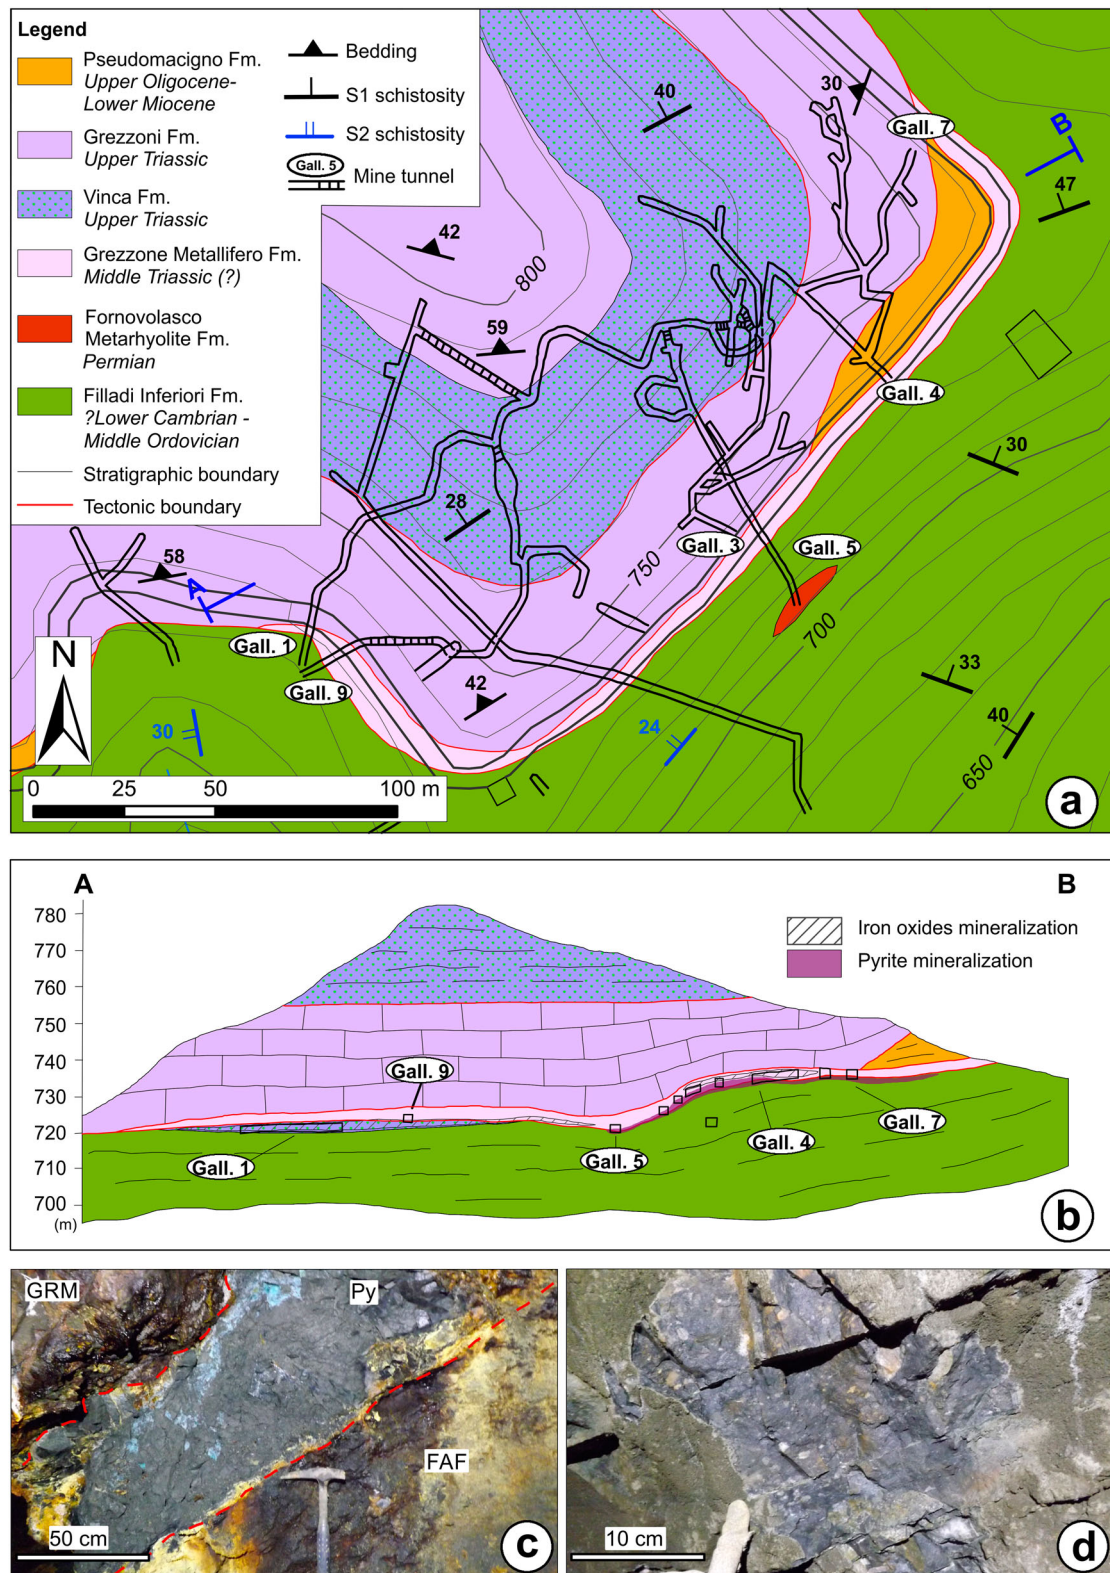 Legend
Pseudomacigno Fm.
Upper Oligocene-
Lower Miocene
Grezzoni Fm.
Upper Triassic
Vinca Fm.
Upper Triassic
Grezzone Metallifero Fm.
Middle Triassic (?)
Fornovolasco
Metarhyolite Fm.
Permian
Filladi Inferiori Fm.
?Lower Cambrian -
Middle Ordovician
Stratigraphic boundary
Tectonic boundary
Bedding
S1 schistosity
S2 schistosity
Gall. 5
Mine tunnel
40
30
Gall. 7
B
47
42
800
59
Gall. 4
30
28
Gall. 3
Gall. 5
750
700
58
A
Gall. 1
Gall. 9
42
33
40
24
30
650
N
0 25 50 100 m
a
A
B
780
770
760
750
740
730
720
710
700
(m)
Iron oxides mineralization
Pyrite mineralization
Gall. 9
Gall. 1
Gall. 5
Gall. 4
Gall. 7
b
GRM
Py
FAF
50 cm
c
10 cm
d